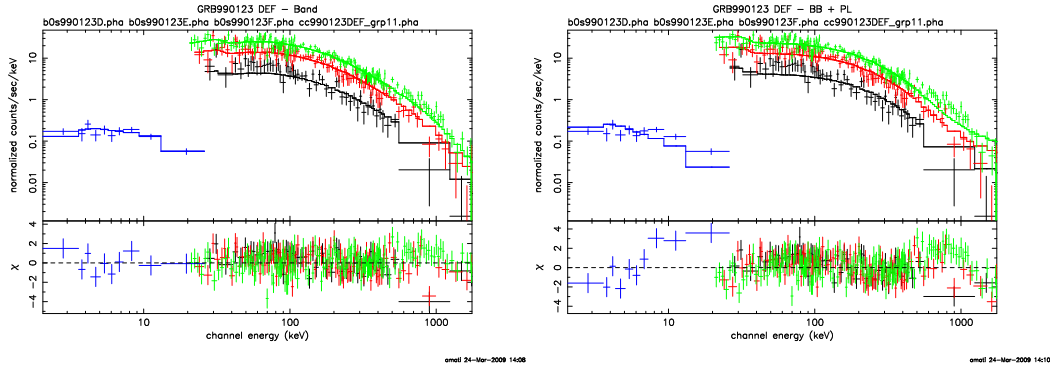 GRB990123 DEF – Band
b0s990123D.pha b0s990123E.pha b0s990123F.pha cc990123DEF_grp11.pha
normalized counts/sec/keV
10
1
0.1
0.01
χ
4
2
0
−2
−4
10
100
1000
channel energy (keV)
amati 24-Mar-2009 14:08
GRB990123 DEF – BB + PL
b0s990123D.pha b0s990123E.pha b0s990123F.pha cc990123DEF_grp11.pha
normalized counts/sec/keV
10
1
0.1
0.01
χ
4
2
0
−2
−4
10
100
1000
channel energy (keV)
amati 24-Mar-2009 14:10